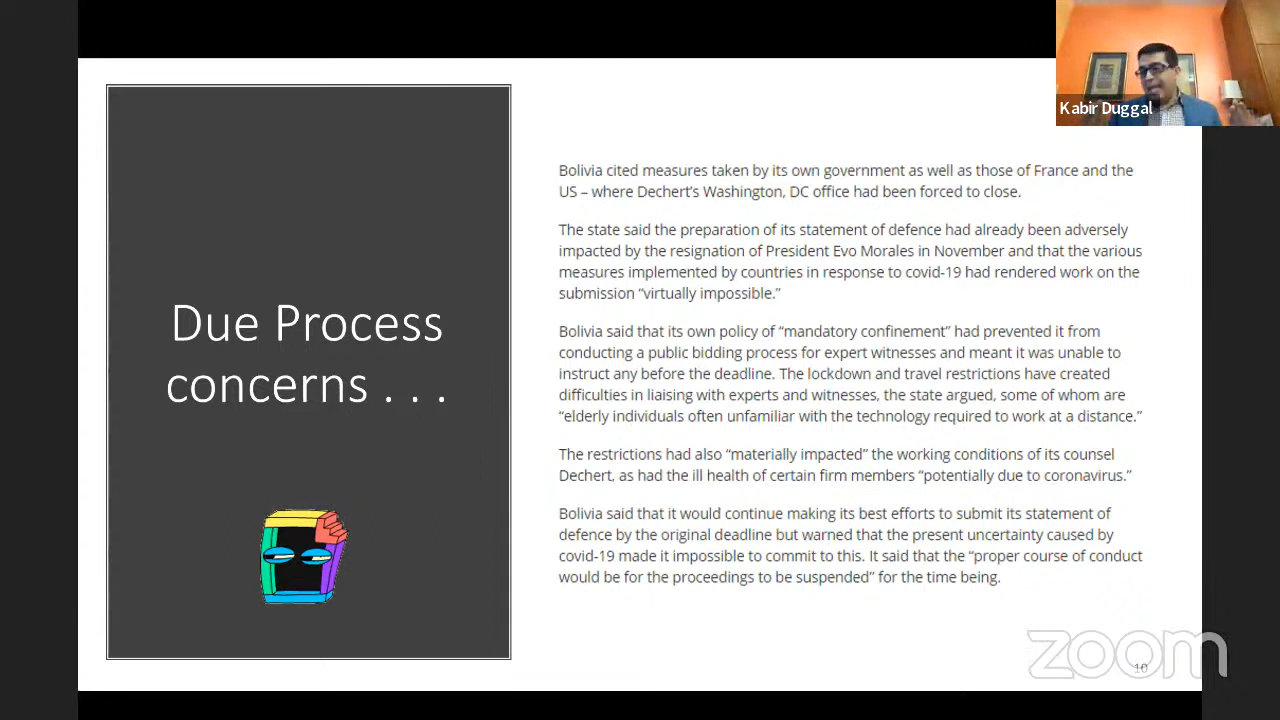 Kabir Duggal
Due Process
concerns . . .
Bolivia cited measures taken by its own government as well as those of France and the
US – where Dechert's Washington, DC office had been forced to close.
The state said the preparation of its statement of defence had already been adversely
impacted by the resignation of President Evo Morales in November and that the various
measures implemented by countries in response to covid-19 had rendered work on the
submission “virtually impossible.”
Bolivia said that its own policy of “mandatory confinement” had prevented it from
conducting a public bidding process for expert witnesses and meant it was unable to
instruct any before the deadline. The lockdown and travel restrictions have created
difficulties in liaising with experts and witnesses, the state argued, some of whom are
“elderly individuals often unfamiliar with the technology required to work at a distance.”
The restrictions had also “materially impacted” the working conditions of its counsel
Dechert, as had the ill health of certain firm members “potentially due to coronavirus.”
Bolivia said that it would continue making its best efforts to submit its statement of
defence by the original deadline but warned that the present uncertainty caused by
covid-19 made it impossible to commit to this. It said that the “proper course of conduct
would be for the proceedings to be suspended” for the time being.
zoom
10